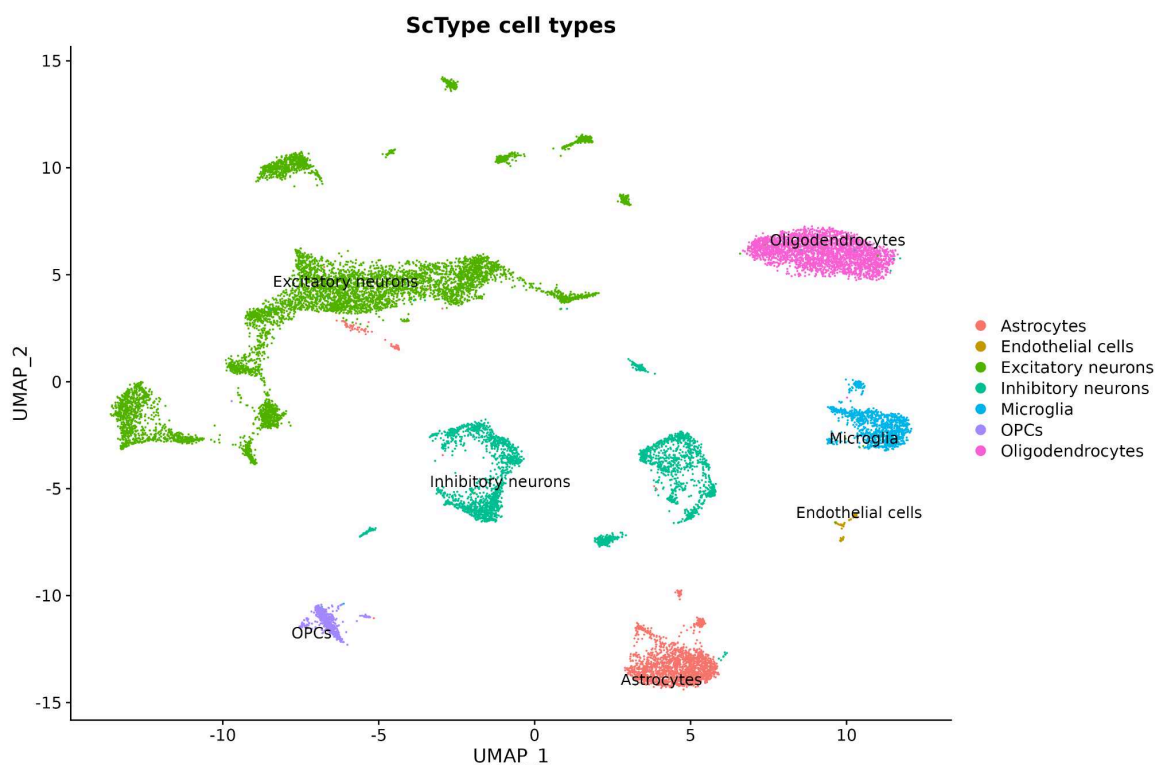 ScType cell types
15
10
5
0
-5
-10
-15
UMAP_2
Oligodendrocytes
Excitatory neurons
Microglia
Inhibitory neurons
Endothelial cells
OPCs
Astrocytes
-10
-5
0
5
10
UMAP_1
Astrocytes
Endothelial cells
Excitatory neurons
Inhibitory neurons
Microglia
OPCs
Oligodendrocytes